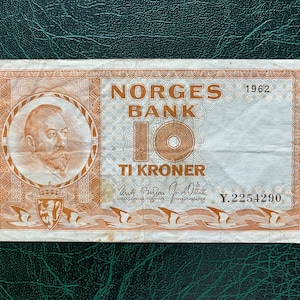 NORGES
1962
BANK
10
TI KRONER
Y.2254290